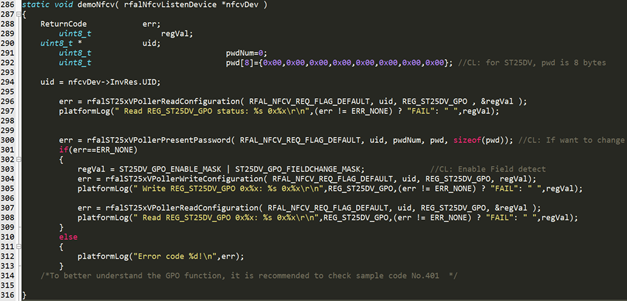 286 static void demoNfcv( rfalNfcvListenDevice *nfcvDev )
287 {
288 ReturnCode err;
289 uint8_t regVal;
290 uint8_t * uid;
291 uint8_t pwdNum=0;
292 uint8_t pwd[8]={0x00,0x00,0x00,0x00,0x00,0x00,0x00,0x00}; //CL: for ST25DV, pwd is 8 bytes
293
294 uid = nfcvDev->InvRes.UID;
295
296 err = rfalST25xVPollerReadConfiguration( RFAL_NFCV_REQ_FLAG_DEFAULT, uid, REG_ST25DV_GPO , &regVal );
297 platformLog(" Read REG_ST25DV_GPO status: %s 0x%x\r\n",(err != ERR_NONE) ? "FAIL": " ",regVal);
298
299
300 err = rfalST25xVPollerPresentPassword( RFAL_NFCV_REQ_FLAG_DEFAULT, uid, pwdNum, pwd, sizeof(pwd)); //CL: If want to change
301 if(err==ERR_NONE)
302 {
303 regVal = ST25DV_GPO_ENABLE_MASK | ST25DV_GPO_FIELDCHANGE_MASK; //CL: Enable Field detect
304 err = rfalST25xVPollerWriteConfiguration( RFAL_NFCV_REQ_FLAG_DEFAULT, uid, REG_ST25DV_GPO, regVal);
305 platformLog(" Write REG_ST25DV_GPO 0x%x: %s 0x%x\r\n",REG_ST25DV_GPO,(err != ERR_NONE) ? "FAIL": " ",regVal);
306
307 err = rfalST25xVPollerReadConfiguration( RFAL_NFCV_REQ_FLAG_DEFAULT, uid, REG_ST25DV_GPO, &regVal );
308 platformLog(" Read REG_ST25DV_GPO 0x%x: %s 0x%x\r\n",REG_ST25DV_GPO,(err != ERR_NONE) ? "FAIL": " ",regVal);
309 }
310 else
311 {
312 platformLog("Error code %d!\n",err);
313 }
314 /*To better understand the GPO function, it is recommended to check sample code No.401 */
315
316 }